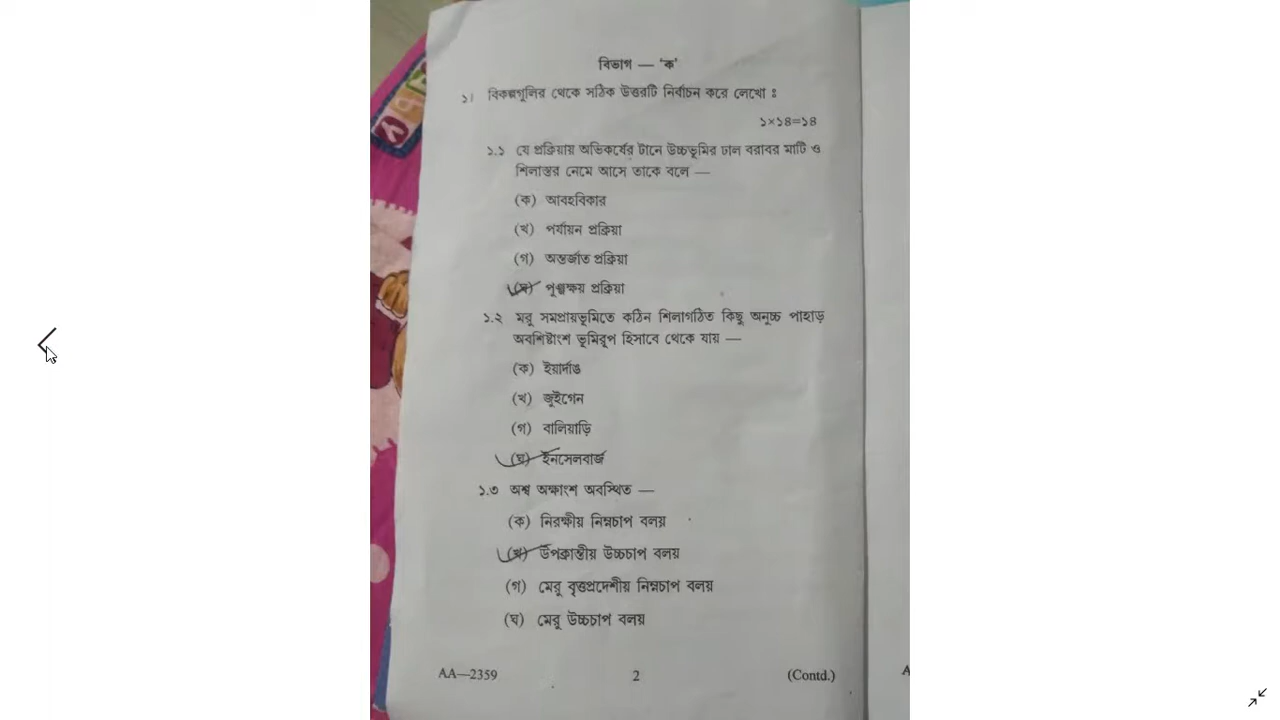 বিভাগ — ‘ক’
১। বিকল্পগুলির থেকে সঠিক উত্তরটি নির্বাচন করে লেখো ঃ
১×১৪=১৪
১.১ যে প্রক্রিয়ায় অভিকর্ষের টানে উচ্চভূমির ঢাল বরাবর মাটি ও
শিলাস্তর নেমে আসে তাকে বলে —
(ক) আবহবিকার
(খ) পর্যায়ন প্রক্রিয়া
(গ) অন্তর্জাত প্রক্রিয়া
(ঘ) পুঞ্জক্ষয় প্রক্রিয়া
১.২ মরু সমপ্রায়ভূমিতে কঠিন শিলাগঠিত কিছু অনুচ্চ পাহাড়
অবশিষ্টাংশ ভূমিরূপ হিসাবে থেকে যায় —
(ক) ইয়ার্দাঙ
(খ) জুইগেন
(গ) বালিয়াড়ি
(ঘ) ইনসেলবার্জ
১.৩ অশ্ব অক্ষাংশ অবস্থিত —
(ক) নিরক্ষীয় নিম্নচাপ বলয়
(খ) উপক্রান্তীয় উচ্চচাপ বলয়
(গ) মেরু বৃত্তপ্রদেশীয় নিম্নচাপ বলয়
(ঘ) মেরু উচ্চচাপ বলয়
AA—2359 2 (Contd.)
A